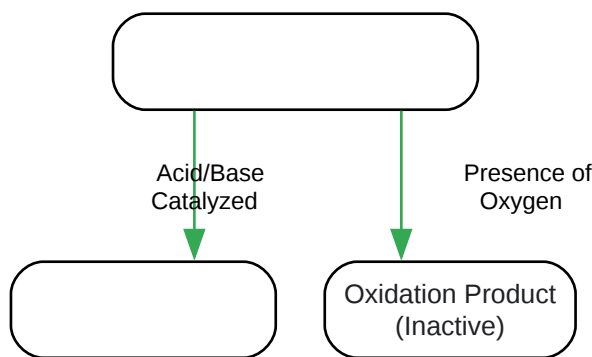 Acid/Base
Catalyzed
Presence of
Oxygen
Oxidation Product
(Inactive)